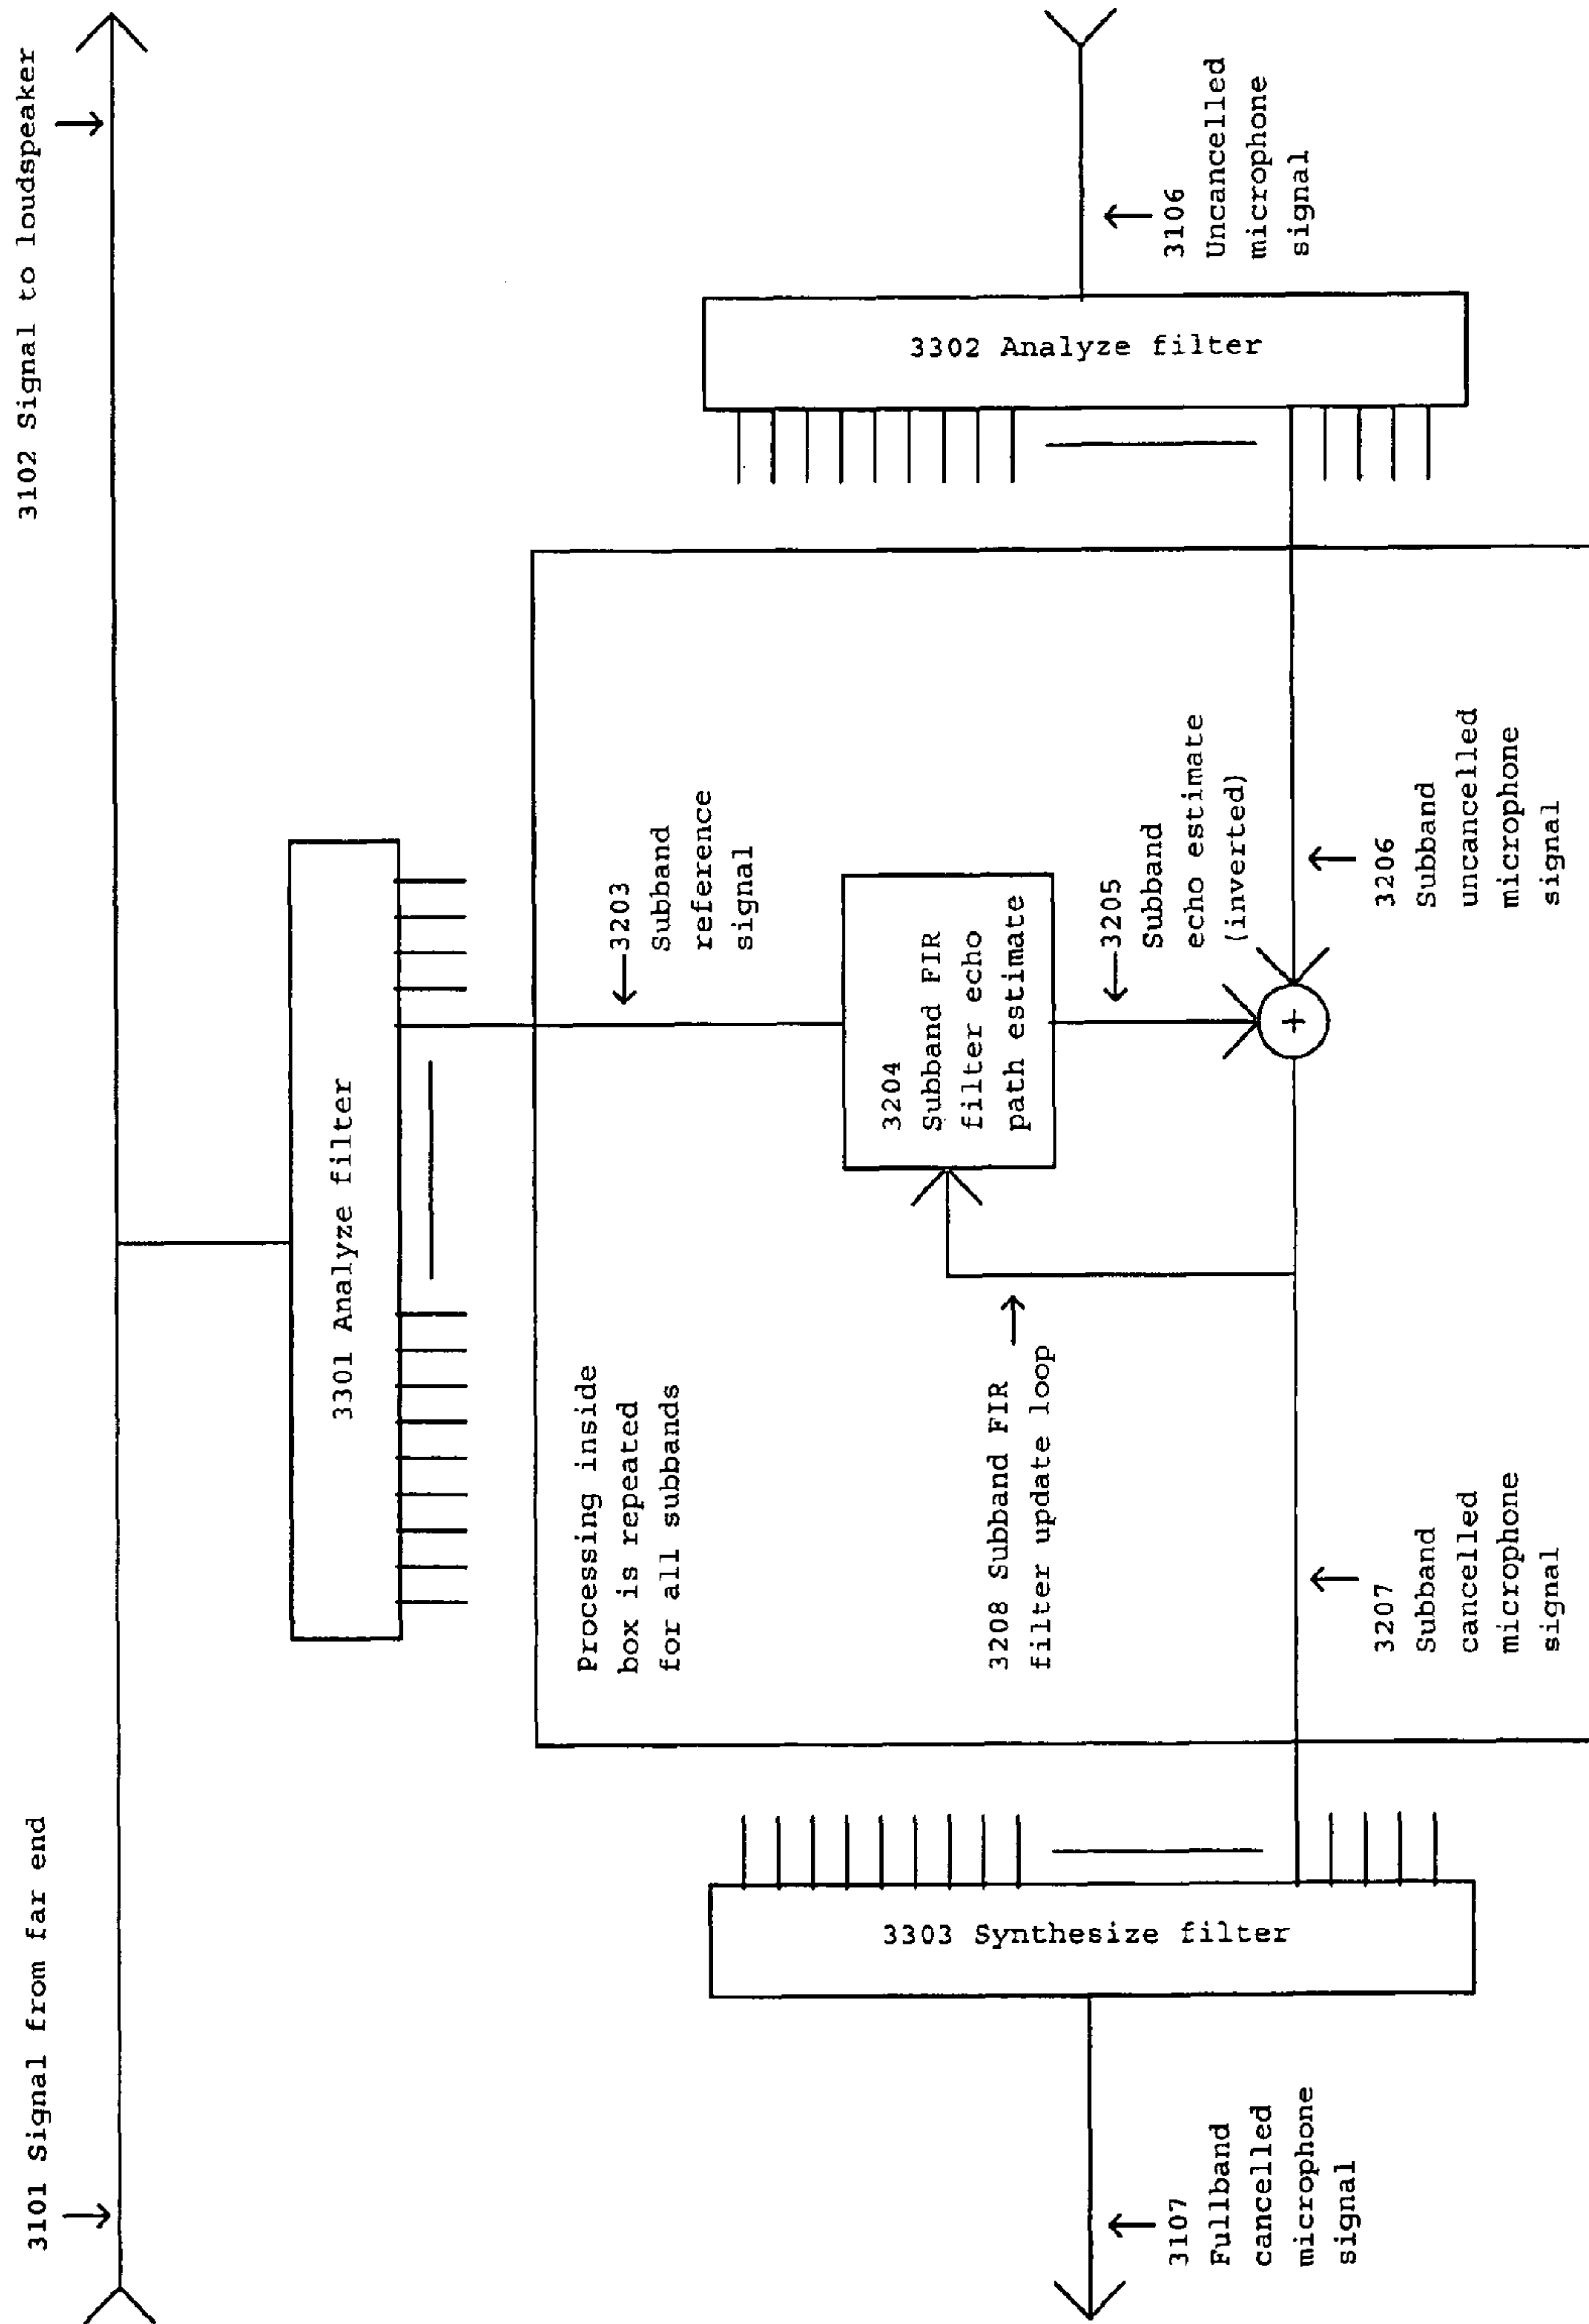 3101 Signal from far end
3102 Signal to loudspeaker
3301 Analyze filter
Processing inside
box is repeated
for all subbands
3203
Subband
reference
signal
3204
Subband FIR
filter echo
path estimate
3208 Subband FIR
filter update loop
3205
Subband
echo estimate
(inverted)
+
3303 Synthesize filter
3302 Analyze filter
3107
Fullband
cancelled
microphone
signal
3207
Subband
cancelled
microphone
signal
3206
Subband
uncancelled
microphone
signal
3106
Uncancelled
microphone
signal